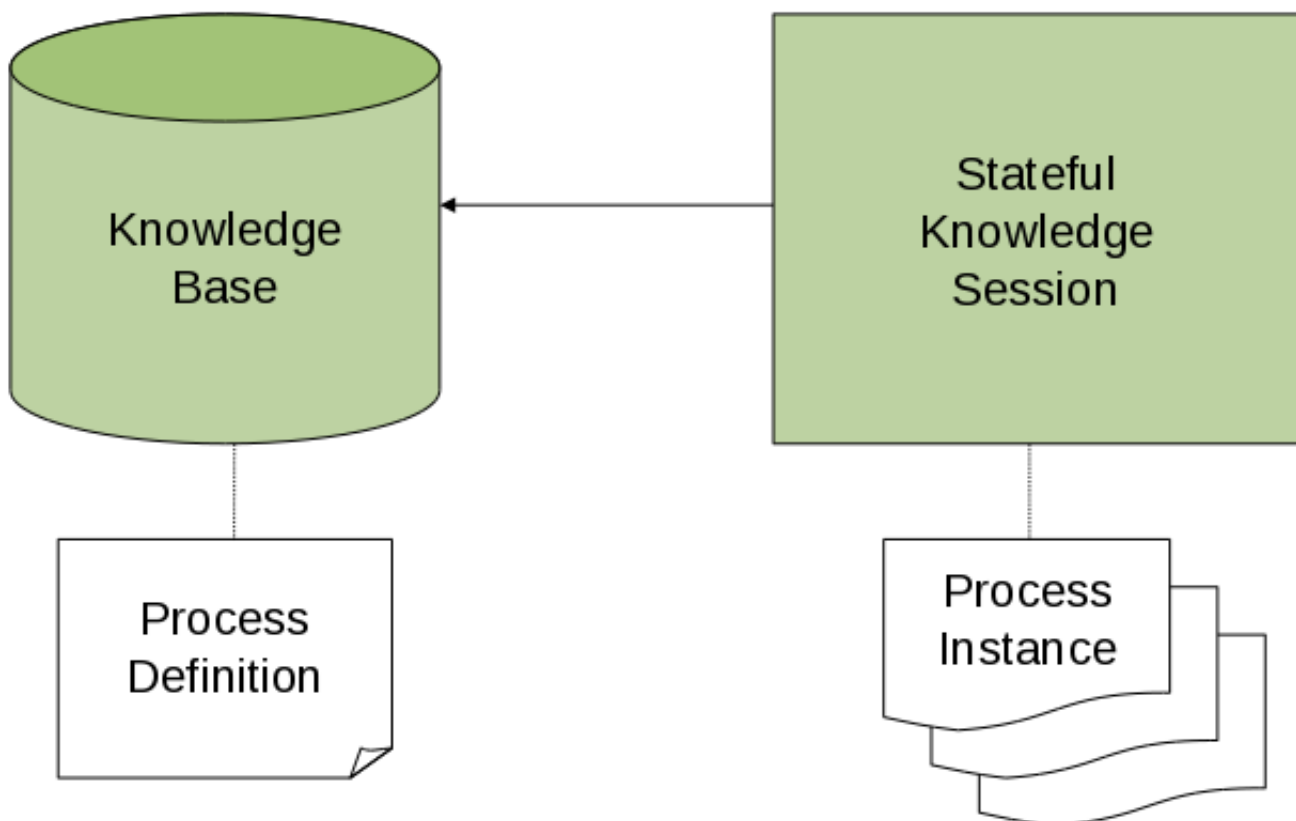 Knowledge
Base
Stateful
Knowledge
Session
Process
Definition
Process
Instance